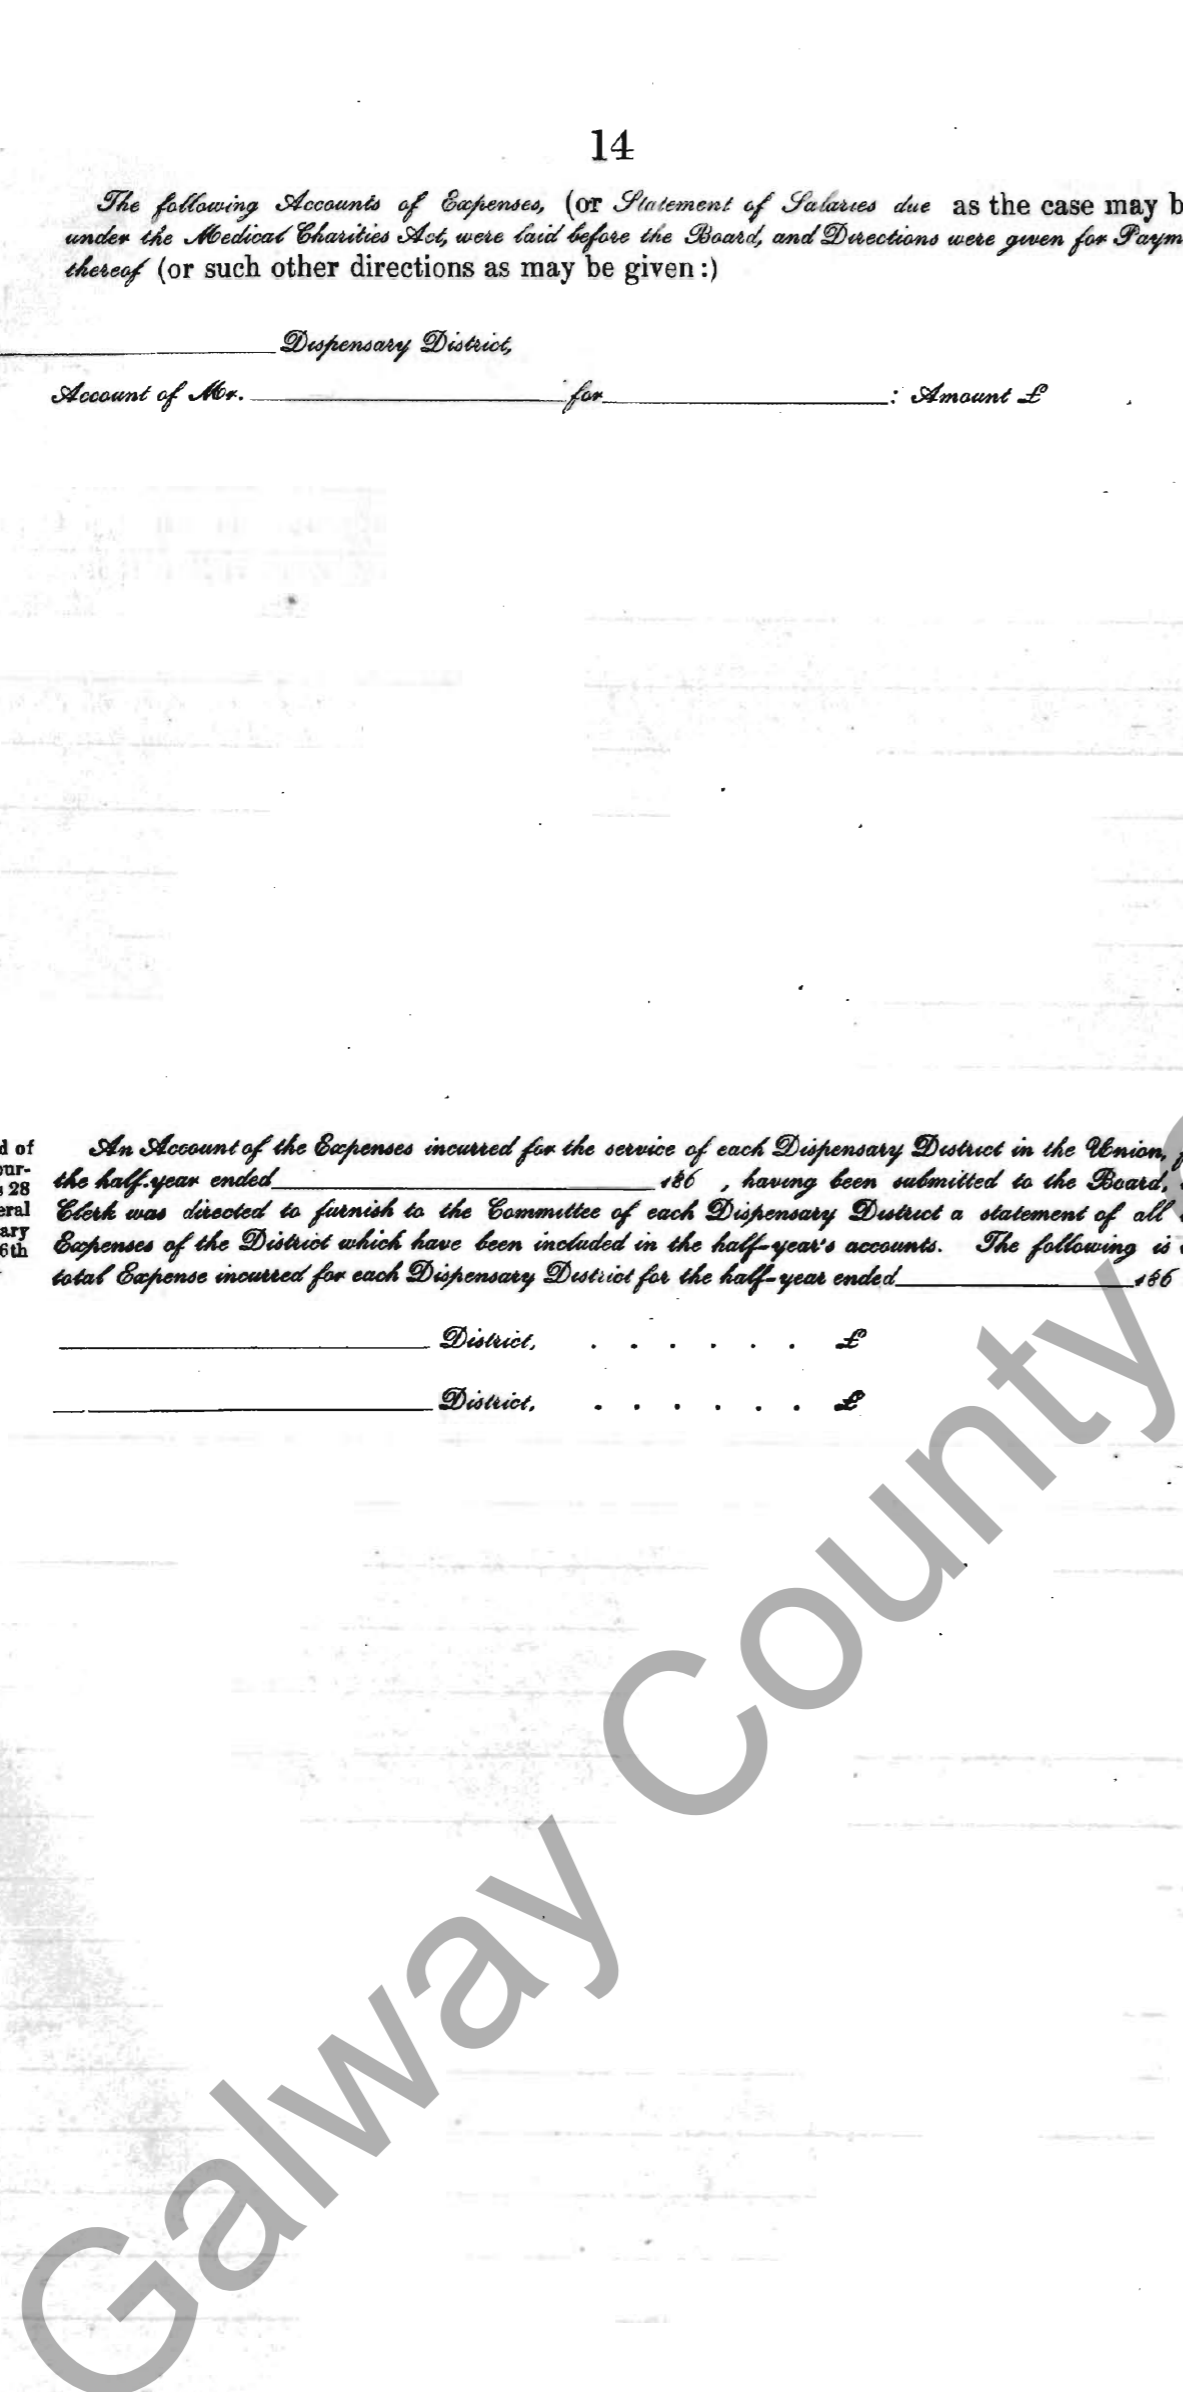 14
The following Accounts of Expenses, (or Statement of Salaries due as the case may b
under the Medical Charities Act, were laid before the Board, and Directions were given for Paym
thereof (or such other directions as may be given :)
Dispensary District,
Account of Mr. for : Amount £ .
An Account of the Expenses incurred for the service of each Dispensary District in the Union,
the half-year ended 186 , having been submitted to the Board,
Clerk was directed to furnish to the Committee of each Dispensary District a statement of all
Expenses of the District which have been included in the half-year's accounts. The following is
total Expense incurred for each Dispensary District for the half-year ended 186
District, . . . . . . £
District, . . . . . . £
d of
our-
28
eral
ary
6th
Galway County